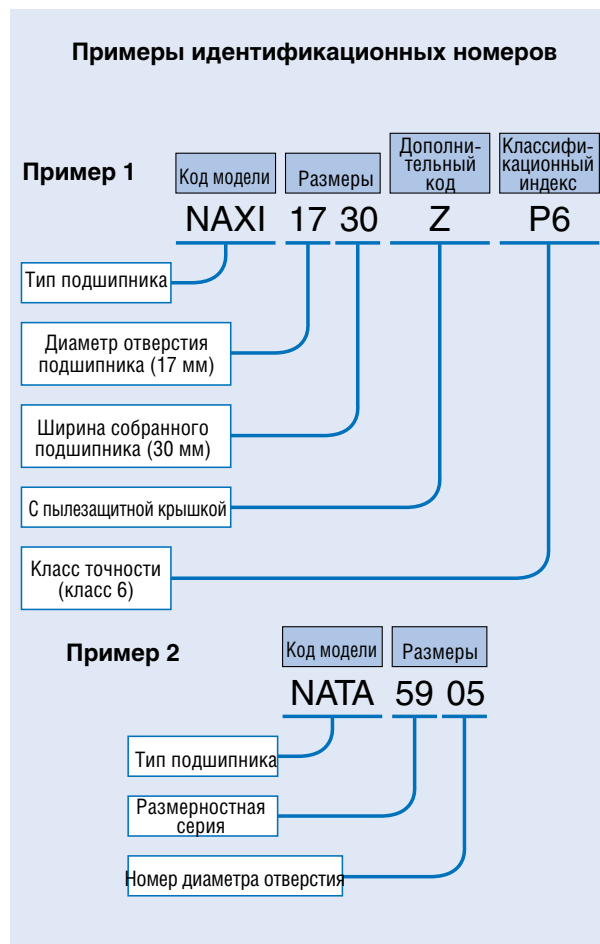 Примеры идентификационных номеров
Пример 1
Код модели
Размеры
Дополни-
тельный
код
Классифи-
кационный
индекс
NAXI 17 30 Z P6
Тип подшипника
Диаметр отверстия
подшипника (17 мм)
Ширина собранного
подшипника (30 мм)
С пылезащитной крышкой
Класс точности
(класс 6)
Пример 2
Код модели
Размеры
NATA 59 05
Тип подшипника
Размерностная
серия
Номер диаметра отверстия